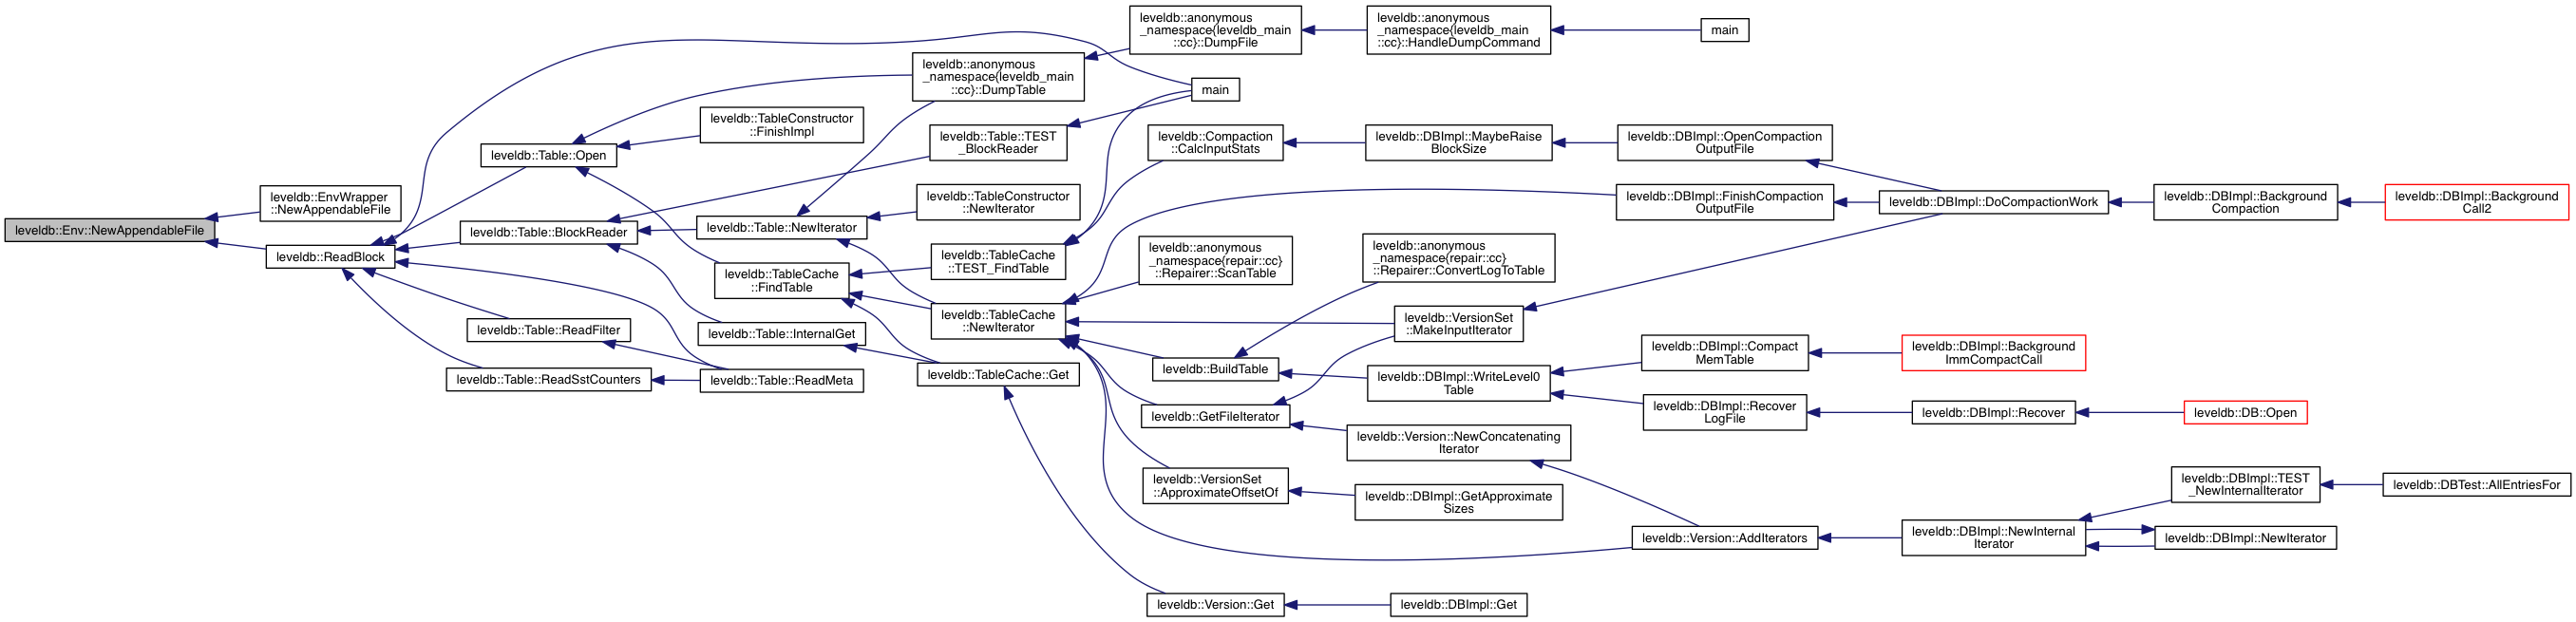 leveldb::Env::NewAppendableFile
leveldb::EnvWrapper
::NewAppendableFile
leveldb::ReadBlock
leveldb::Table::Open
leveldb::Table::BlockReader
leveldb::Table::ReadFilter
leveldb::Table::ReadSstCounters
leveldb::TableConstructor
::FinishImpl
leveldb::Table::NewIterator
leveldb::TableCache
::FindTable
leveldb::Table::InternalGet
leveldb::Table::ReadMeta
leveldb::anonymous
_namespace{leveldb_main
::cc}::DumpTable
leveldb::Table::TEST
_BlockReader
leveldb::TableConstructor
::NewIterator
leveldb::TableCache
::TEST_FindTable
leveldb::TableCache
::NewIterator
leveldb::TableCache::Get
leveldb::anonymous
_namespace{leveldb_main
::cc}::DumpFile
main
leveldb::Compaction
::CalcInputStats
leveldb::anonymous
_namespace{repair::cc}
::Repairer::ScanTable
leveldb::BuildTable
leveldb::GetFileIterator
leveldb::VersionSet
::ApproximateOffsetOf
leveldb::Version::Get
leveldb::anonymous
_namespace{leveldb_main
::cc}::HandleDumpCommand
leveldb::DBImpl::MaybeRaise
BlockSize
leveldb::anonymous
_namespace{repair::cc}
::Repairer::ConvertLogToTable
leveldb::VersionSet
::MakeInputIterator
leveldb::DBImpl::WriteLevel0
Table
leveldb::Version::NewConcatenating
Iterator
leveldb::DBImpl::GetApproximate
Sizes
leveldb::DBImpl::Get
main
leveldb::DBImpl::OpenCompaction
OutputFile
leveldb::DBImpl::FinishCompaction
OutputFile
leveldb::DBImpl::Compact
MemTable
leveldb::DBImpl::Recover
LogFile
leveldb::Version::AddIterators
leveldb::DBImpl::DoCompactionWork
leveldb::DBImpl::Background
ImmCompactCall
leveldb::DBImpl::Recover
leveldb::DBImpl::NewInternal
Iterator
leveldb::DBImpl::Background
Compaction
leveldb::DB::Open
leveldb::DBImpl::TEST
_NewInternalIterator
leveldb::DBImpl::NewIterator
leveldb::DBImpl::Background
Call2
leveldb::DBTest::AllEntriesFor